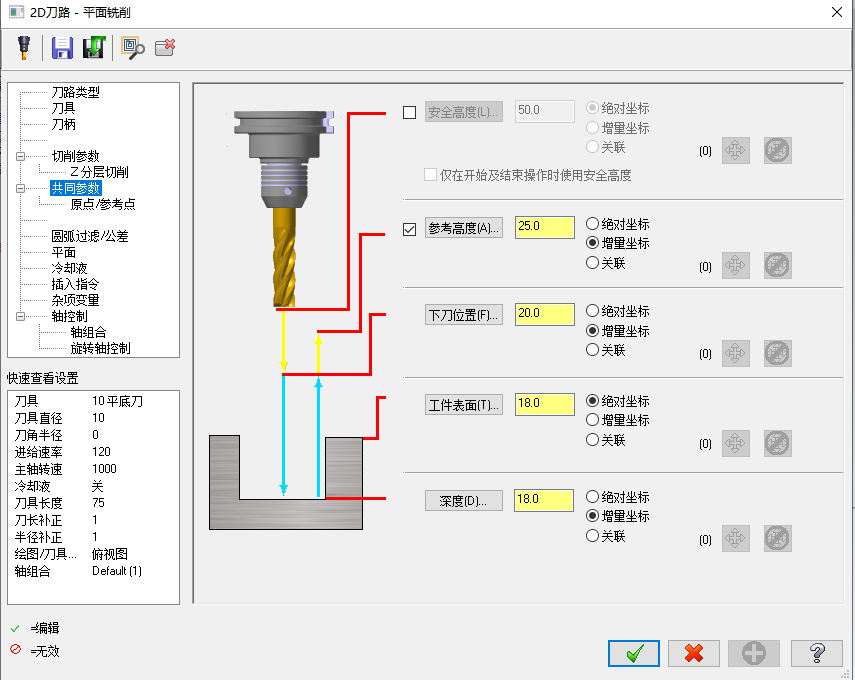 2D刀路 - 平面铣削
刀路类型
刀具
刀柄
切削参数
Z分层切削
共同参数
原点/参考点
圆弧过滤/公差
平面
冷却液
插入指令
杂项变量
轴控制
轴组合
旋转轴控制
快速查看设置
刀具 10平底刀
刀具直径 10
刀角半径 0
进给速率 120
主轴转速 1000
冷却液 关
刀具长度 75
刀长补正 1
半径补正 1
绘图/刀具... 俯视图
轴组合 Default (1)
=编辑
=无效
安全高度(L)... 50.0 绝对坐标
增量坐标
关联 (0)
仅在开始及结束操作时使用安全高度
参考高度(A)... 25.0 绝对坐标
增量坐标
关联 (0)
下刀位置(F)... 20.0 绝对坐标
增量坐标
关联 (0)
工件表面(T)... 18.0 绝对坐标
增量坐标
关联 (0)
深度(D)... 18.0 绝对坐标
增量坐标
关联 (0)